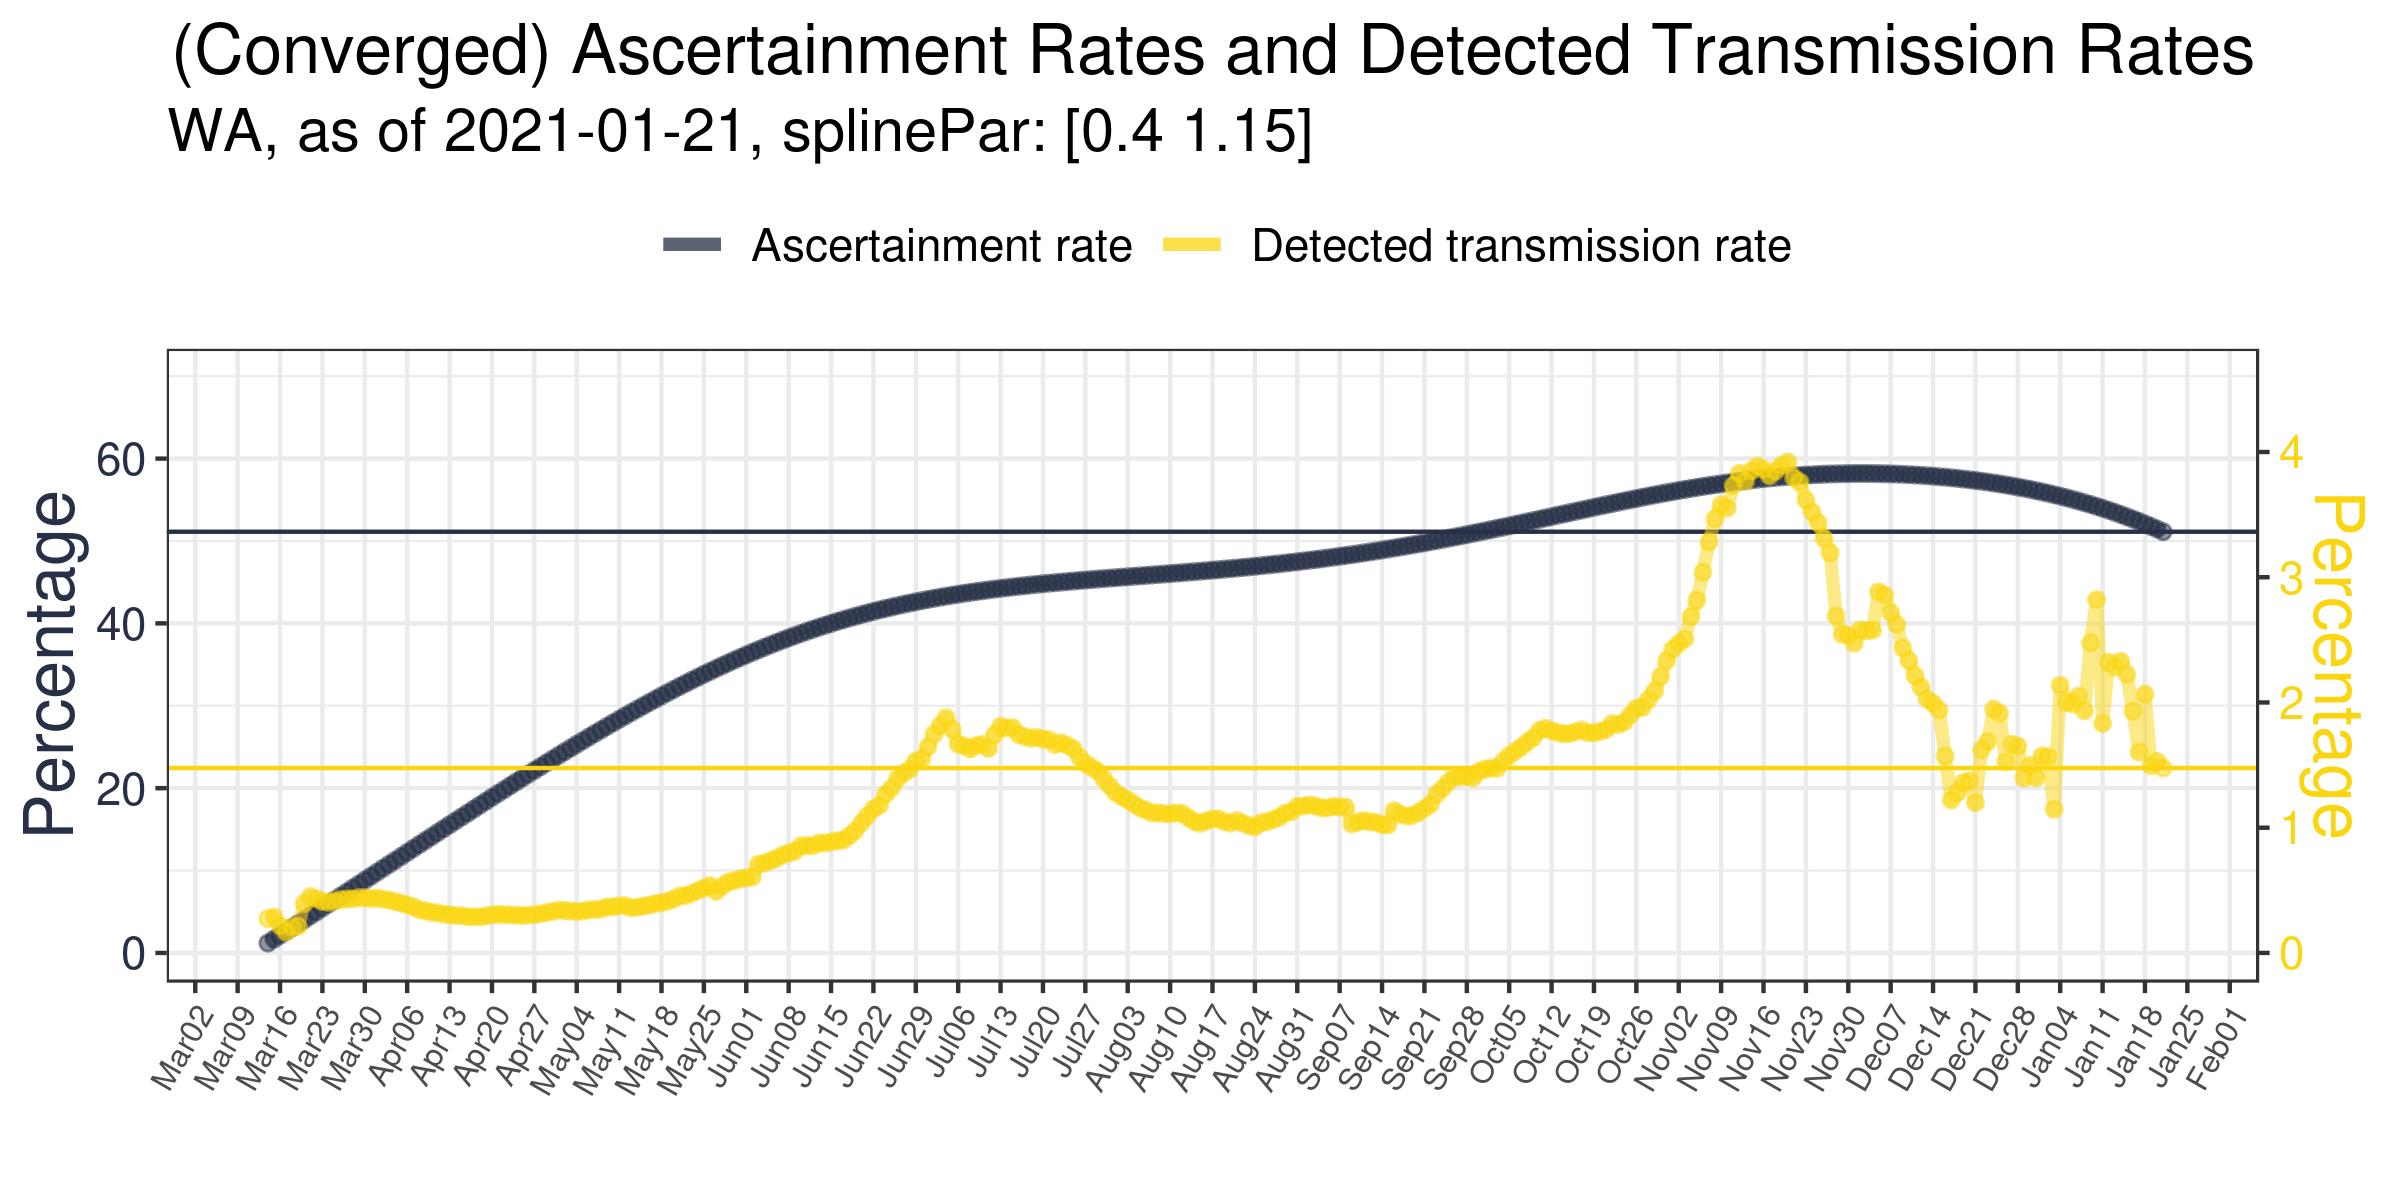 (Converged) Ascertainment Rates and Detected Transmission Rates
WA, as of 2021-01-21, splinePar: [0.4 1.15]
Ascertainment rate
Detected transmission rate
Percentage
60
40
20
0
4
3
2
1
0
Percentage
Mar02
Mar09
Mar16
Mar23
Mar30
Apr06
Apr13
Apr20
Apr27
May04
May11
May18
May25
Jun01
Jun08
Jun15
Jun22
Jun29
Jul06
Jul13
Jul20
Jul27
Aug03
Aug10
Aug17
Aug24
Aug31
Sep07
Sep14
Sep21
Sep28
Oct05
Oct12
Oct19
Oct26
Nov02
Nov09
Nov16
Nov23
Nov30
Dec07
Dec14
Dec21
Dec28
Jan04
Jan11
Jan18
Jan25
Feb01